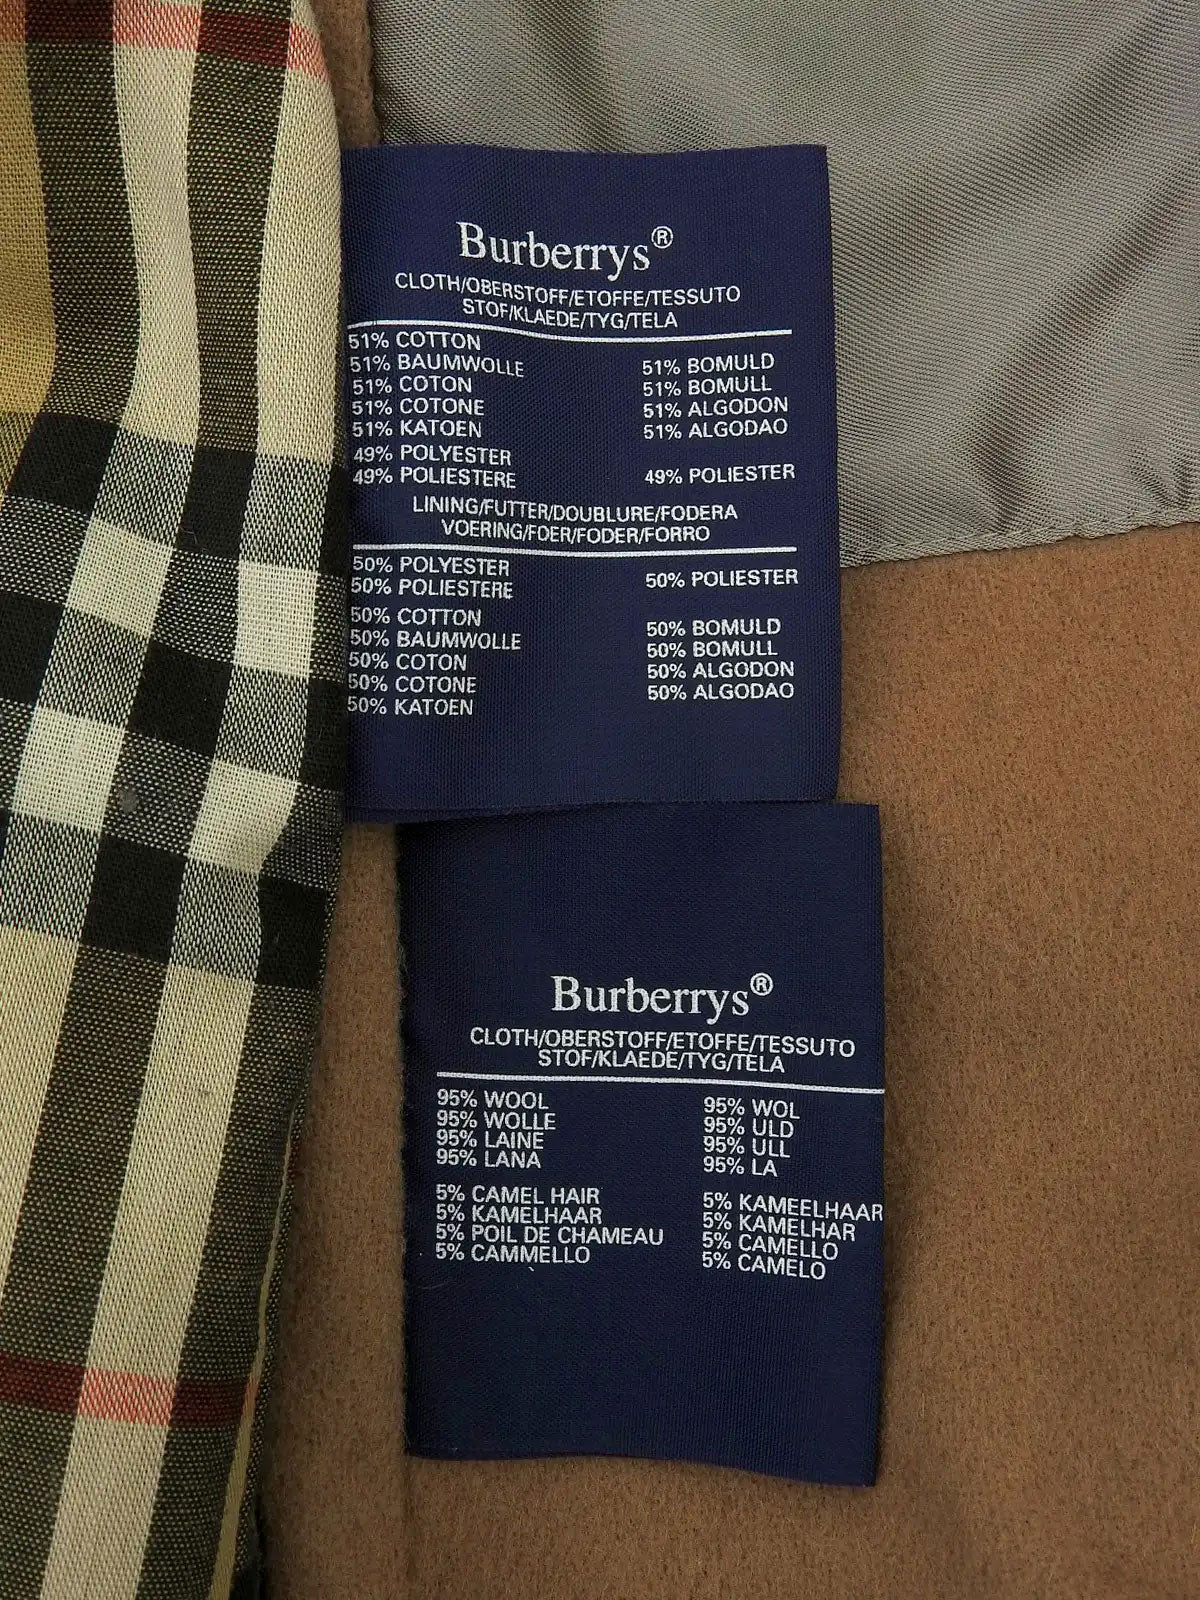 Burberrys®
CLOTH/OBERSTOFF/ETOFFE/TESSUTO
STOF/KLAEDE/TYG/TELA
51% COTTON
51% BAUMWOLLE 51% BOMULD
51% COTON 51% BOMULL
51% COTONE 51% ALGODON
51% KATOEN 51% ALGODAO
49% POLYESTER
49% POLIESTERE 49% POLIESTER
LINING/FUTTER/DOUBLURE/FODERA
VOERING/FOER/FODER/FORRO
50% POLYESTER
50% POLIESTERE 50% POLIESTER
50% COTTON
50% BAUMWOLLE 50% BOMULD
50% COTON 50% BOMULL
50% COTONE 50% ALGODON
50% KATOEN 50% ALGODAO
Burberrys®
CLOTH/OBERSTOFF/ETOFFE/TESSUTO
STOF/KLAEDE/TYG/TELA
95% WOOL 95% WOL
95% WOLLE 95% ULD
95% LAINE 95% ULL
95% LANA 95% LA
5% CAMEL HAIR 5% KAMEELHAAR
5% KAMELHAAR 5% KAMELHAR
5% POIL DE CHAMEAU 5% CAMELLO
5% CAMMELLO 5% CAMELO